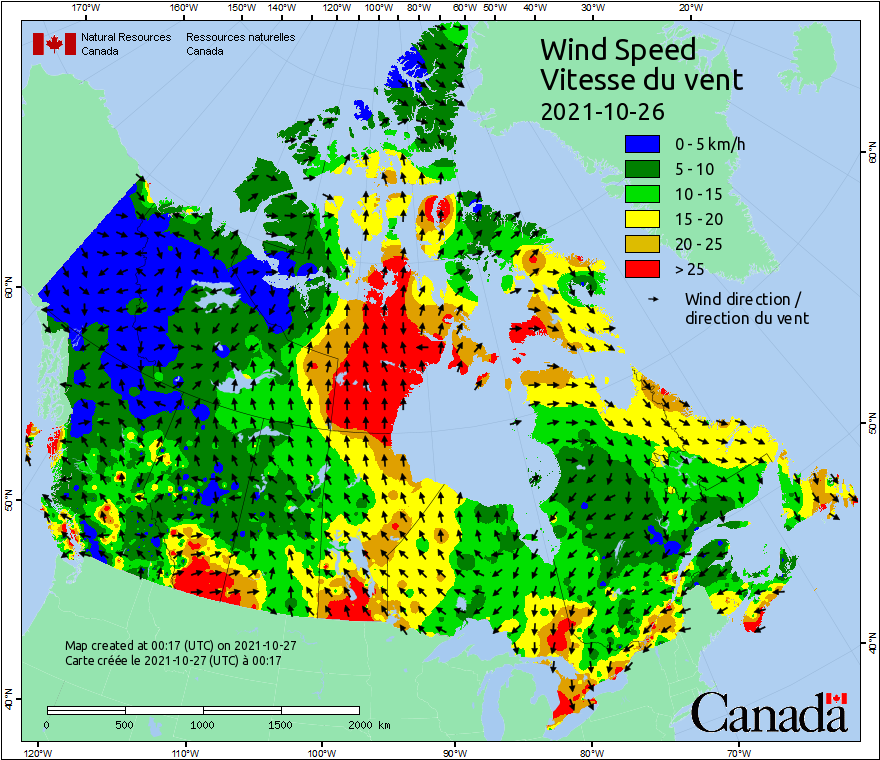 170°W 160°W 150°W 140°W 130°W 120°W 110°W 100°W 80°W 60°W 50°W 40°W 30°W 20°W
Natural Resources Canada
Ressources naturelles Canada
Wind Speed
Vitesse du vent
2021-10-26
0 - 5 km/h
5 - 10
10 - 15
15 - 20
20 - 25
> 25
Wind direction /
direction du vent
60°N
50°N
40°N
60°N
50°N
40°N
Map created at 00:17 (UTC) on 2021-10-27
Carte créée le 2021-10-27 (UTC) à 00:17
0 500 1000 1500 2000 km
Canada
120°W 110°W 100°W 90°W 80°W 70°W